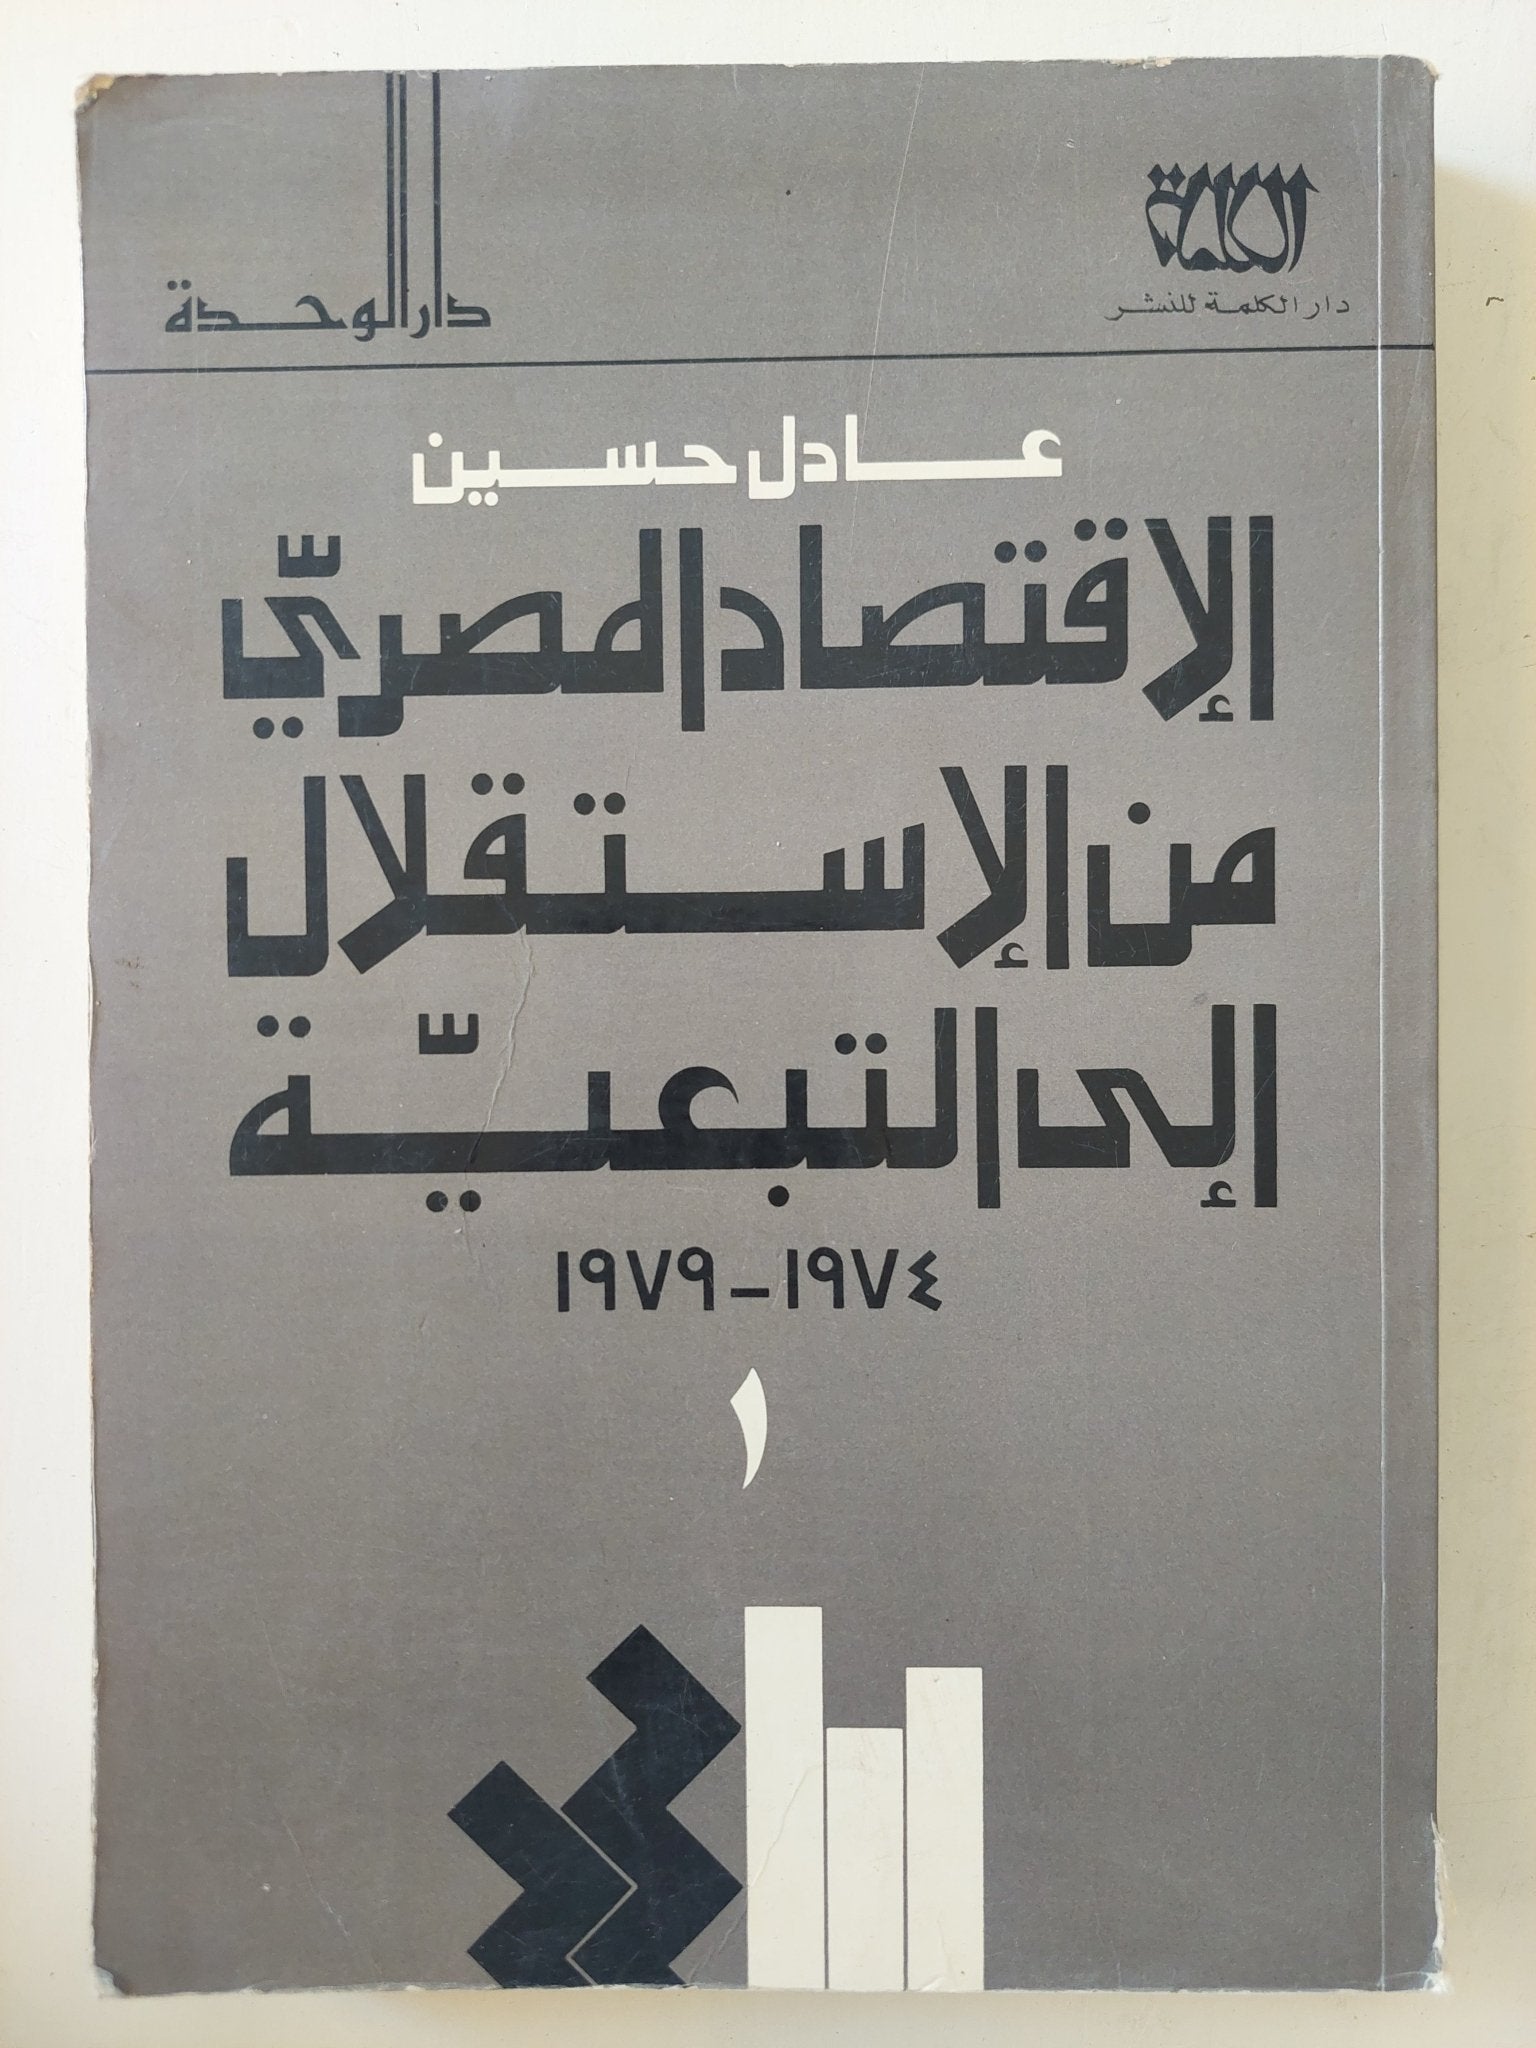 الكلمة
دار الكلمة للنشر
دار الوحدة
عادل حسين
الإقتصاد المصريّ
من الإستقلال
إلى التبعيّة
١٩٧٤-١٩٧٩
١